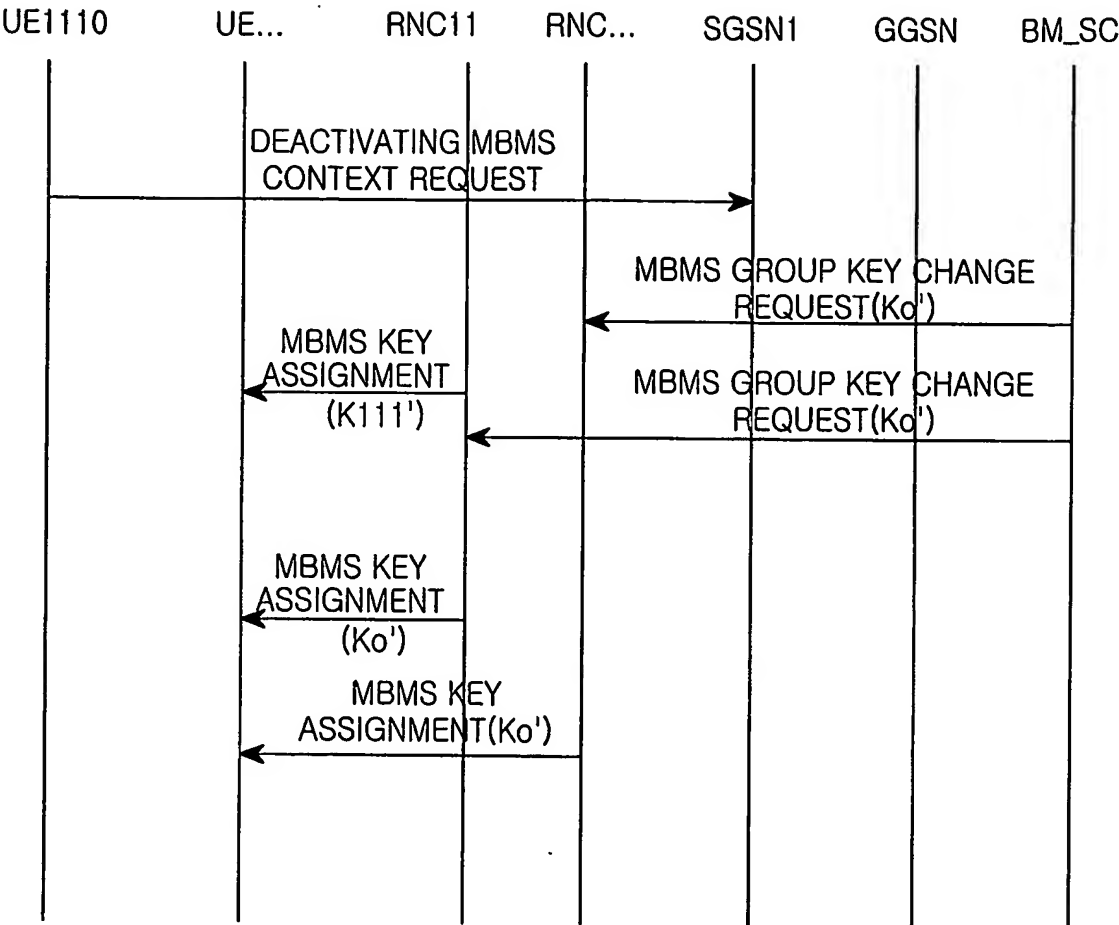 UE1110 UE... RNC11 RNC... SGSN1 GGSN BM_SC
DEACTIVATING MBMS
CONTEXT REQUEST
MBMS GROUP KEY CHANGE
REQUEST(Ko')
MBMS KEY
ASSIGNMENT
(K111')
MBMS GROUP KEY CHANGE
REQUEST(Ko')
MBMS KEY
ASSIGNMENT
(Ko')
MBMS KEY
ASSIGNMENT(Ko')